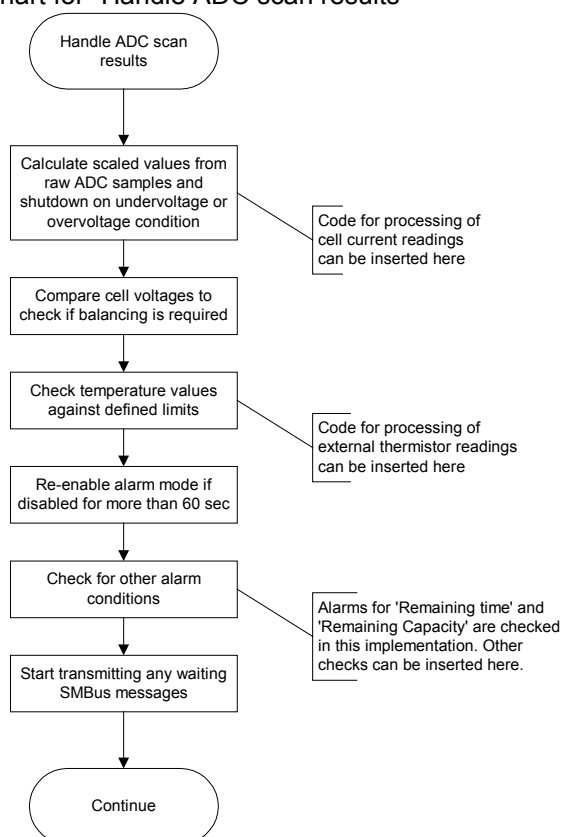 for "Handle ADC scan results"
Handle ADC scan
results
Calculate scaled values from
raw ADC samples and
shutdown on undervoltage or
overvoltage condition
Code for processing of
cell current readings
can be inserted here
Compare cell voltages to
check if balancing is required
Check temperature values
against defined limits
Code for processing of
external thermistor readings
can be inserted here
Re-enable alarm mode if
disabled for more than 60 sec
Check for other alarm
conditions
Alarms for 'Remaining time' and
'Remaining Capacity' are checked
in this implementation. Other
checks can be inserted here.
Start transmitting any waiting
SMBus messages
Continue